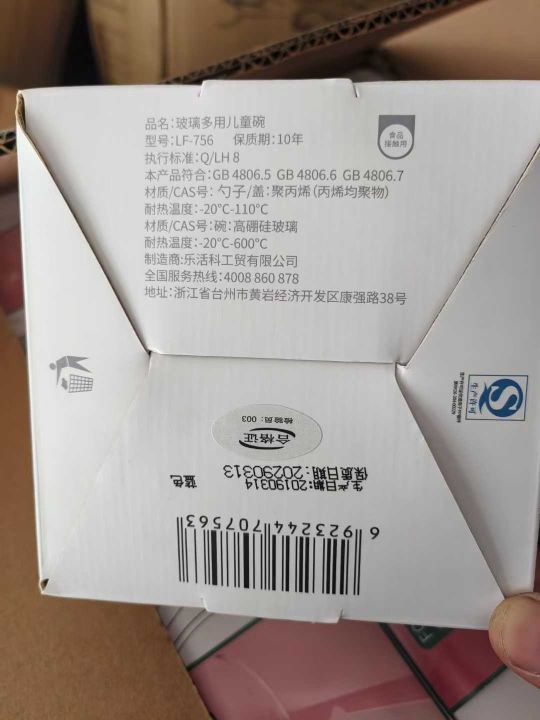 品名:玻璃多用儿童碗
型号:LF-756 保质期:10年
执行标准:Q/LH 8
本产品符合:GB 4806.5 GB 4806.6 GB 4806.7
材质/CAS号:勺子/盖:聚丙烯(丙烯均聚物)
耐热温度:-20℃-110℃
材质/CAS号:碗:高硼硅玻璃
耐热温度:-20℃-600℃
制造商:乐活科工贸有限公司
全国服务热线:4008 860 878
地址:浙江省台州市黄岩经济开发区康强路38号
食品
接触用
生产许可
合格证
检验员:003
蓝色
生产日期:20190314
保质日期:20290313
6923244707563